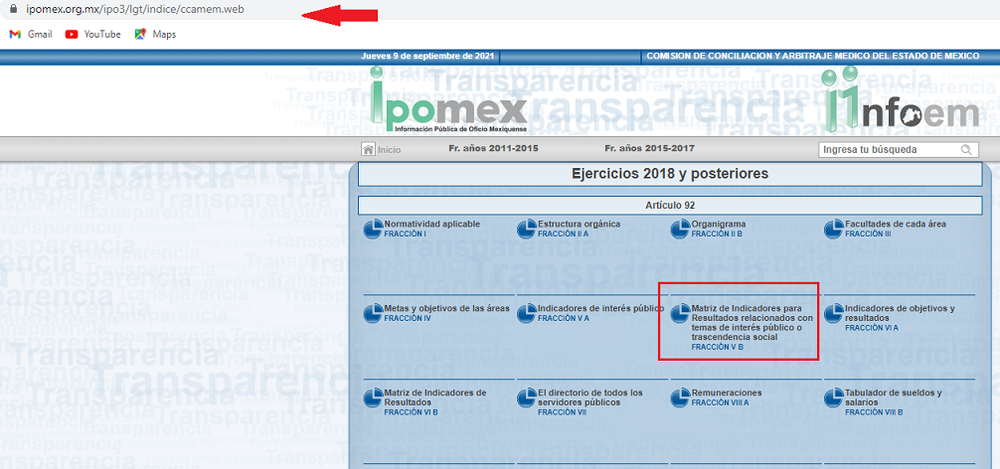 ipomex.org.mx/ipo3/lgt/indice/ccamem.web
Gmail YouTube Maps
Jueves 9 de septiembre de 2021 COMISION DE CONCILIACION Y ARBITRAJE MEDICO DEL ESTADO DE MEXICO
ipomex
Información Pública de Oficio Mexiquense
infoem
Inicio Fr. años 2011-2015 Fr. años 2015-2017 Ingresa tu búsqueda
Ejercicios 2018 y posteriores
Artículo 92
Normatividad aplicable
FRACCIÓN I
Estructura orgánica
FRACCIÓN II A
Organigrama
FRACCIÓN II B
Facultades de cada área
FRACCIÓN III
Metas y objetivos de las áreas
FRACCIÓN IV
Indicadores de interés público
FRACCIÓN V A
Matriz de Indicadores para
Resultados relacionados con
temas de interés público o
trascendencia social
FRACCIÓN V B
Indicadores de objetivos y
resultados
FRACCIÓN VI A
Matriz de Indicadores de
Resultados
FRACCIÓN VI B
El directorio de todos los
servidores públicos
FRACCIÓN VII
Remuneraciones
FRACCIÓN VIII A
Tabulador de sueldos y
salarios
FRACCIÓN VIII B
Transparencia